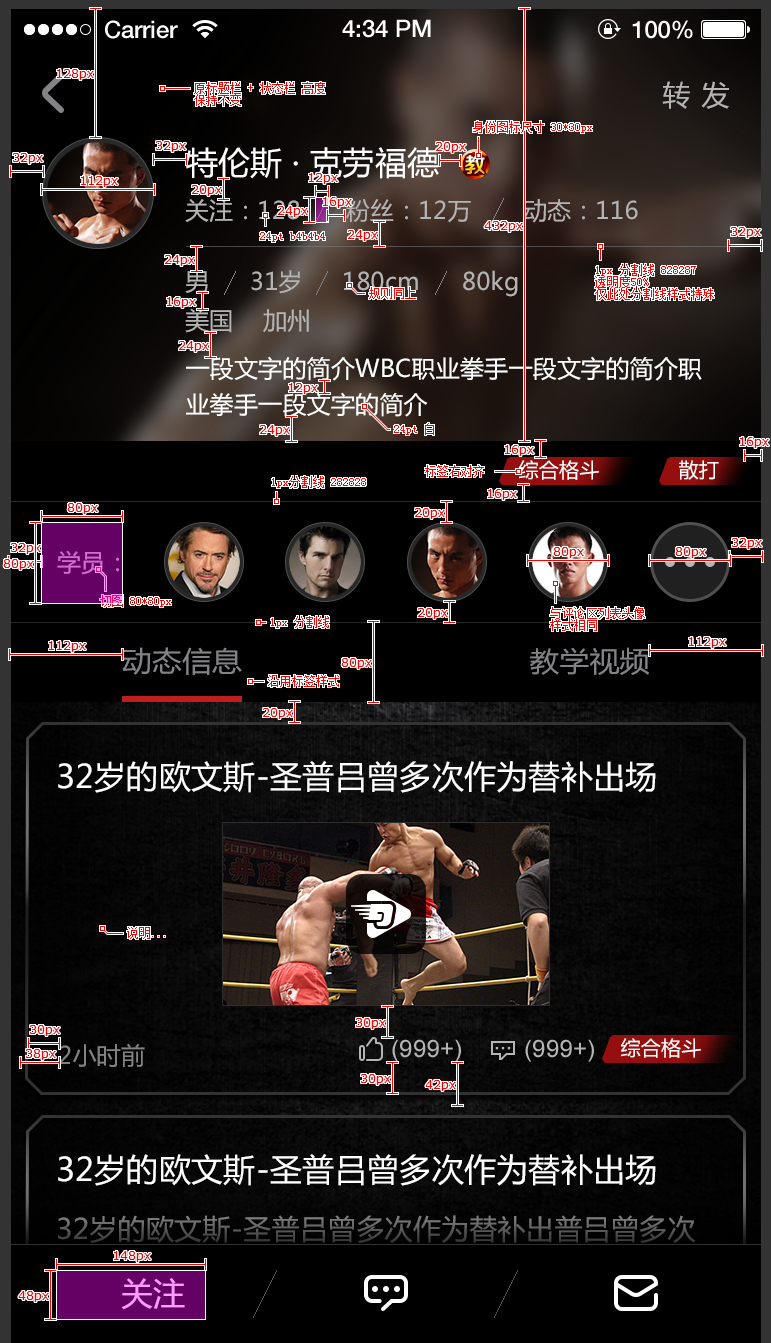 Carrier 4:34 PM 100%
128px
原标题栏 + 状态栏 高度
保持不变
转 发
身份图标尺寸 30*30px
32px 32px 20px
特伦斯 · 克劳福德 教
112px
12px
20px
关注：128 粉丝：12万 动态：116
24px 16px
24pt b4b4b4
24px
432px
32px
24px
1px 分割线 828287
透明度50%
仅此处分割线样式特殊
男 31岁 180cm 80kg
规则同上
16px
美国 加州
24px
一段文字的简介WBC职业拳手一段文字的简介职
12px
业拳手一段文字的简介
24px
24pt 白
16px 16px
标签右对齐
综合格斗 散打
1px分割线 282828
16px
80px
20px
32px
80px
学员：
80px 80px 32px
切图 80*80px
20px
与评论区列表头像
样式相同
1px 分割线
112px 112px
动态信息 教学视频
80px
沿用标签样式
20px
32岁的欧文斯-圣普吕曾多次作为替补出场
说明...
30px 30px
38px
2小时前 (999+) (999+) 综合格斗
30px 42px
32岁的欧文斯-圣普吕曾多次作为替补出场
32岁的欧文斯-圣普吕曾多次作为替补出普吕曾多次
148px
48px
关注